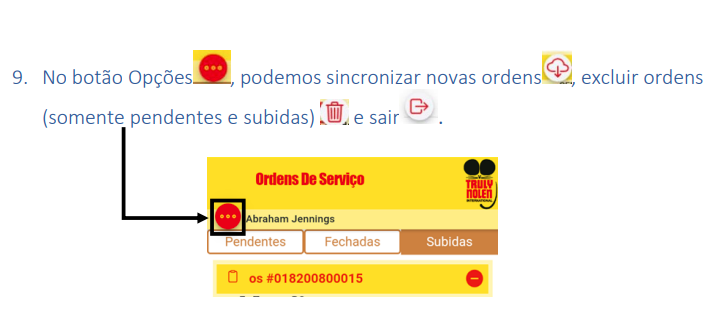 9. No botão Opções , podemos sincronizar novas ordens , excluir ordens
(somente pendentes e subidas) , e sair .
Ordens De Serviço
TRULY
NOLEN
INTERNATIONAL
Abraham Jennings
Pendentes Fechadas Subidas
os #018200800015